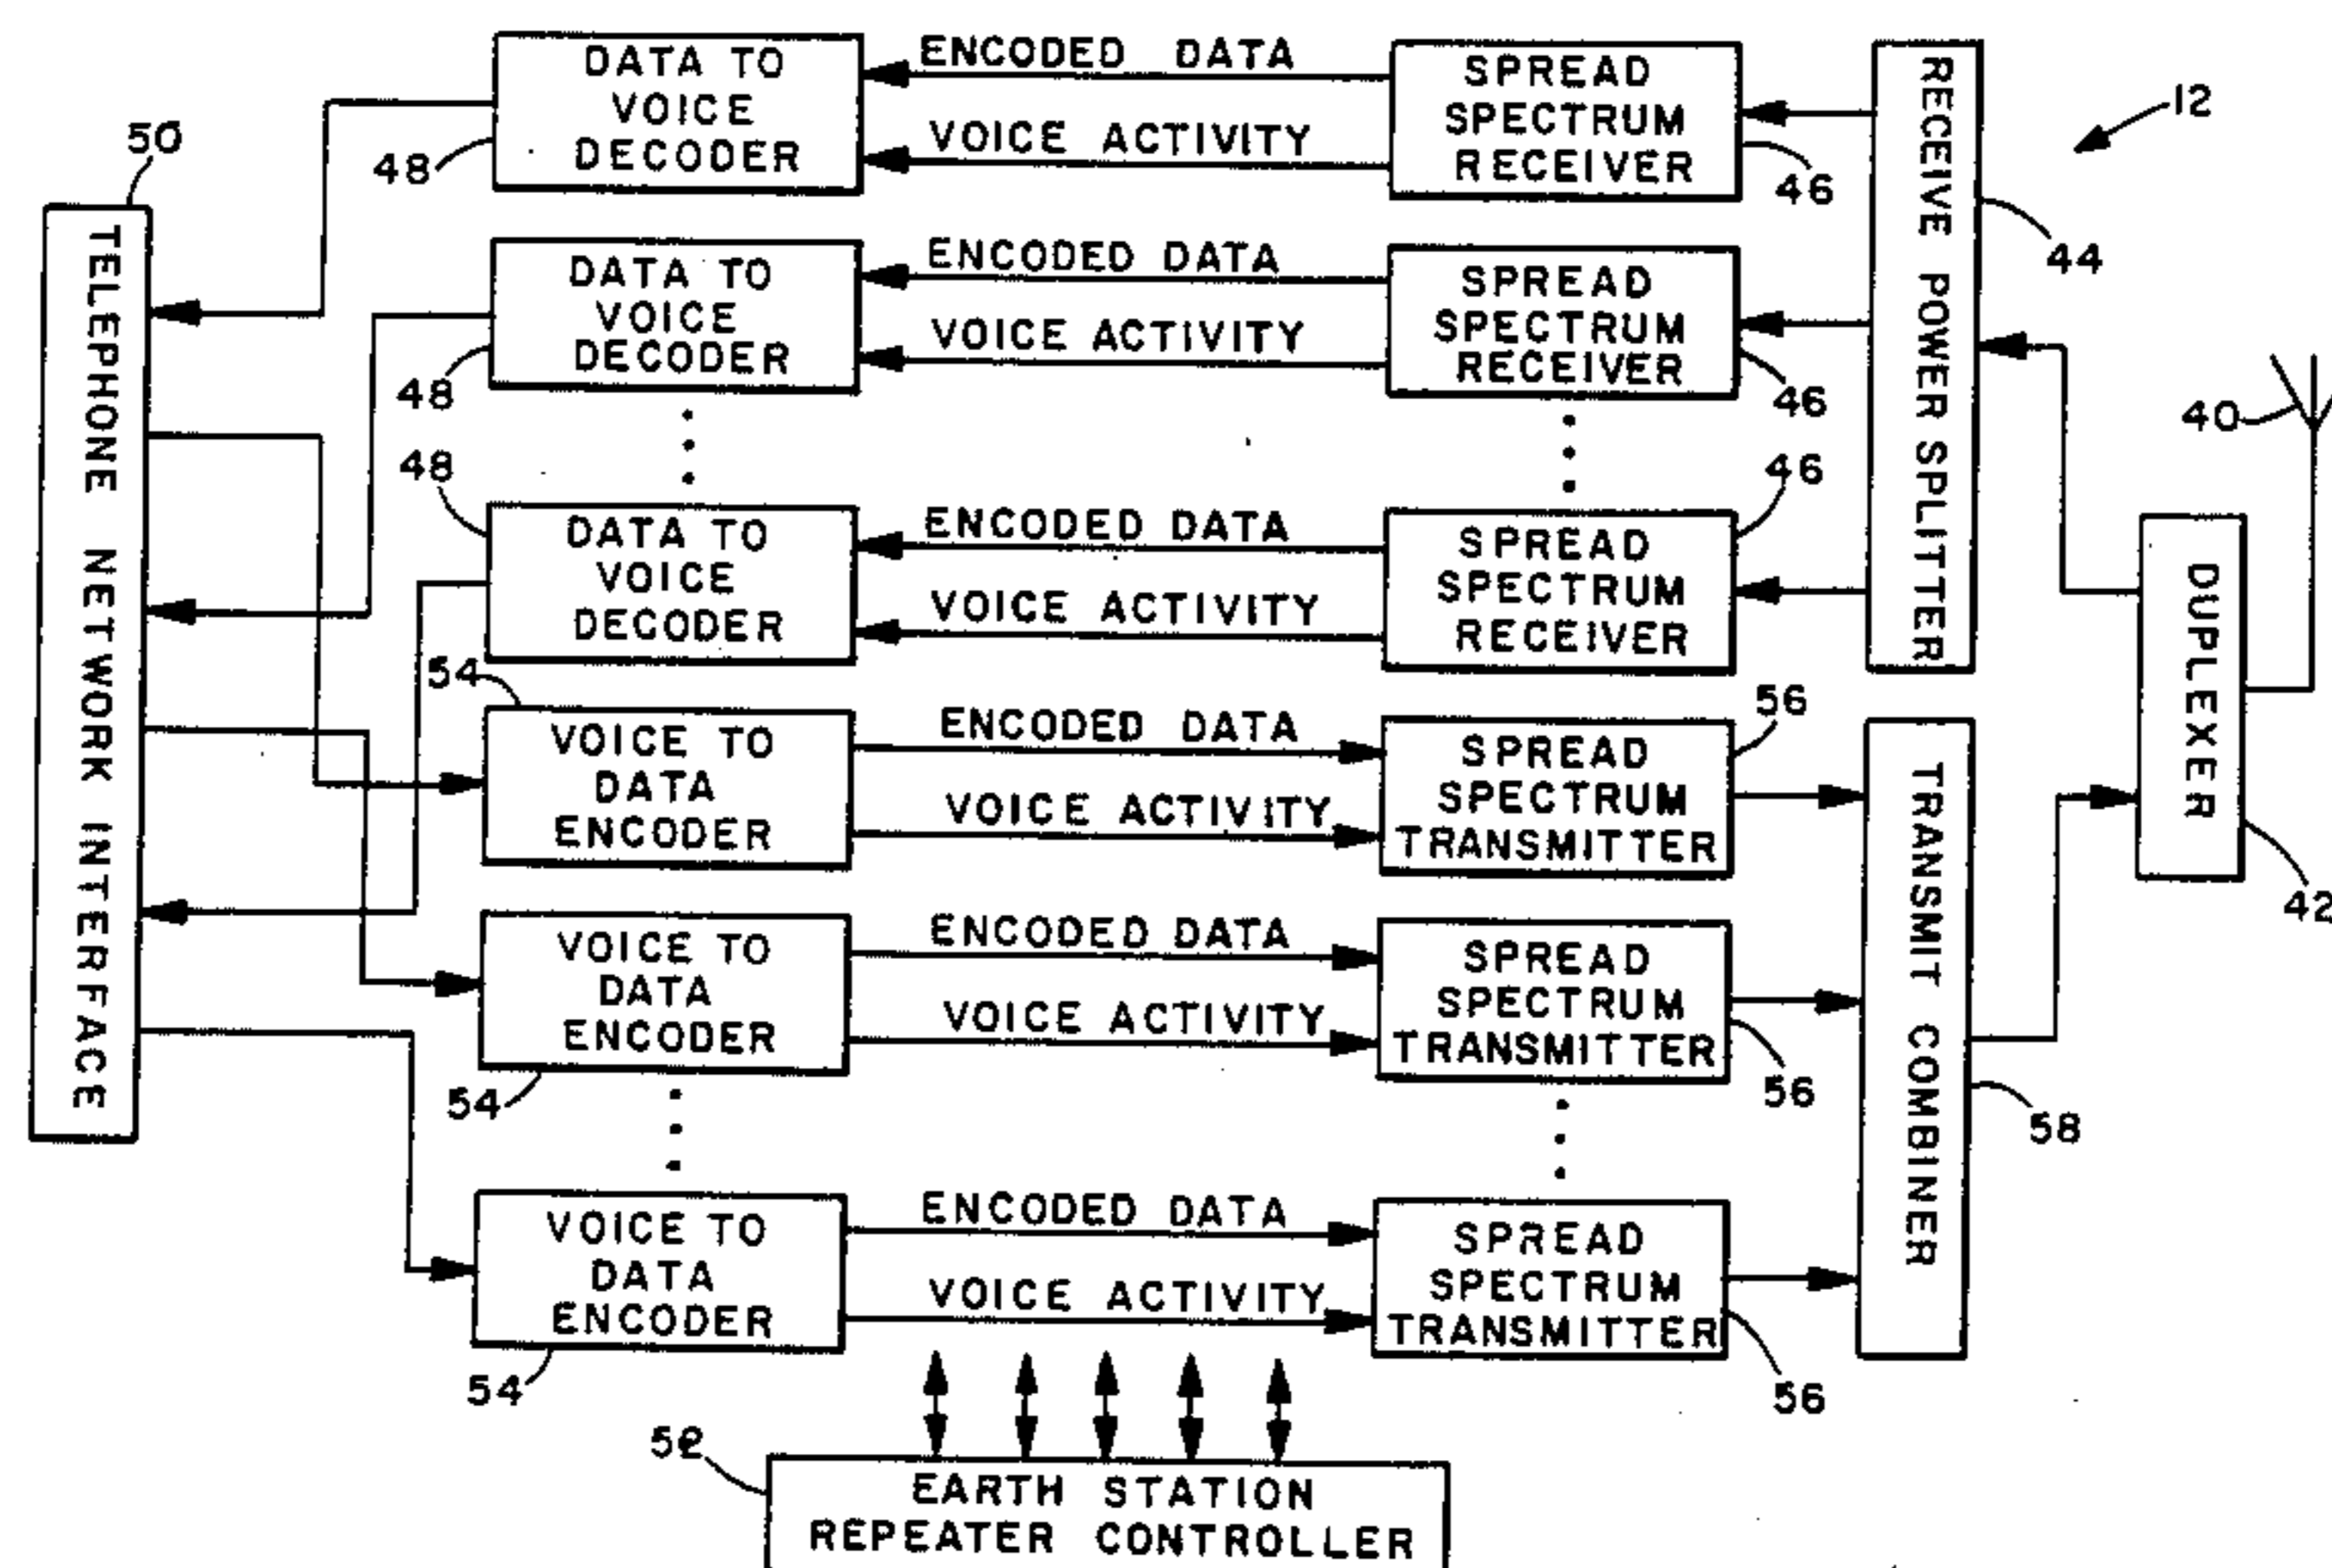 DATA TO
VOICE
DECODER
48
ENCODED DATA
VOICE ACTIVITY
SPREAD
SPECTRUM
RECEIVER
46
RECEIVE POWER SPLITTER
44
12
50
TELEPHONE NETWORK INTERFACE
DATA TO
VOICE
DECODER
48
ENCODED DATA
VOICE ACTIVITY
SPREAD
SPECTRUM
RECEIVER
46
40
48
DATA TO
VOICE
DECODER
ENCODED DATA
VOICE ACTIVITY
SPREAD
SPECTRUM
RECEIVER
46
DUPLEXER
42
54
VOICE TO
DATA
ENCODER
ENCODED DATA
VOICE ACTIVITY
SPREAD
SPECTRUM
TRANSMITTER
56
TRANSMIT COMBINER
58
VOICE TO
DATA
ENCODER
54
ENCODED DATA
VOICE ACTIVITY
SPREAD
SPECTRUM
TRANSMITTER
56
VOICE TO
DATA
ENCODER
54
ENCODED DATA
VOICE ACTIVITY
SPREAD
SPECTRUM
TRANSMITTER
56
52
EARTH STATION
REPEATER CONTROLLER